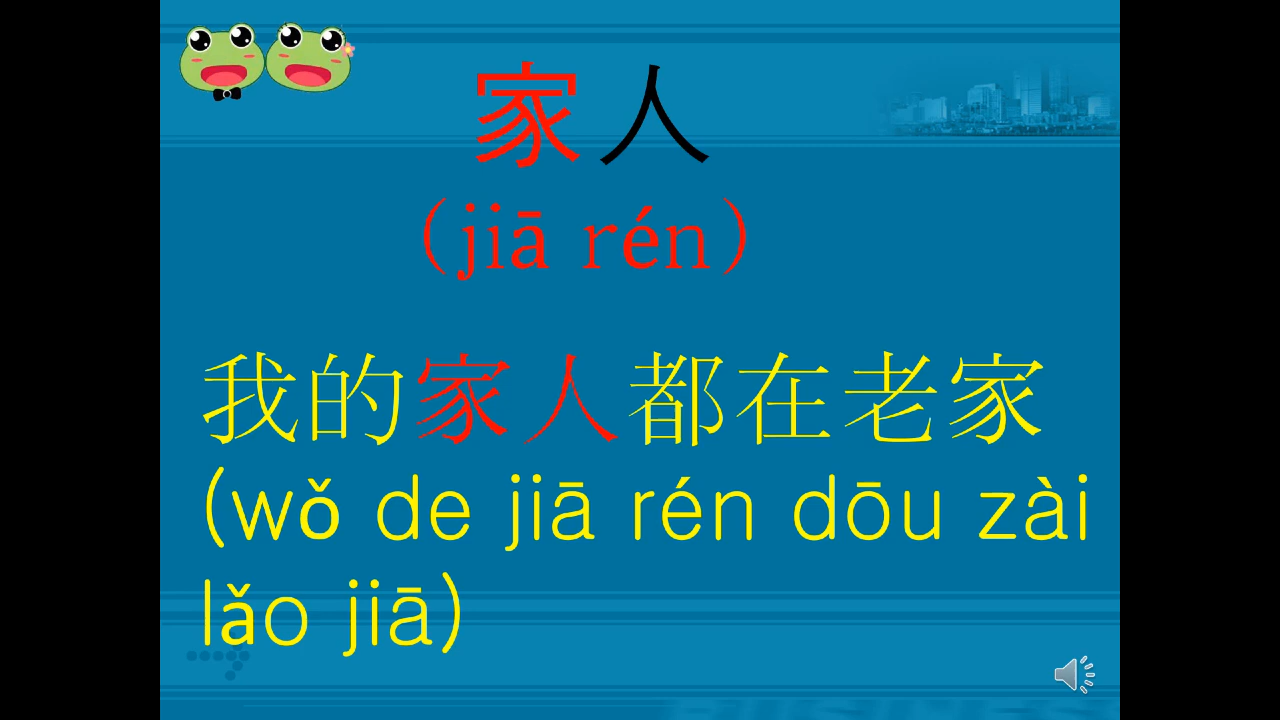 家人
（jiā rén）
我的家人都在老家
(wǒ de jiā rén dōu zài
lǎo jiā)